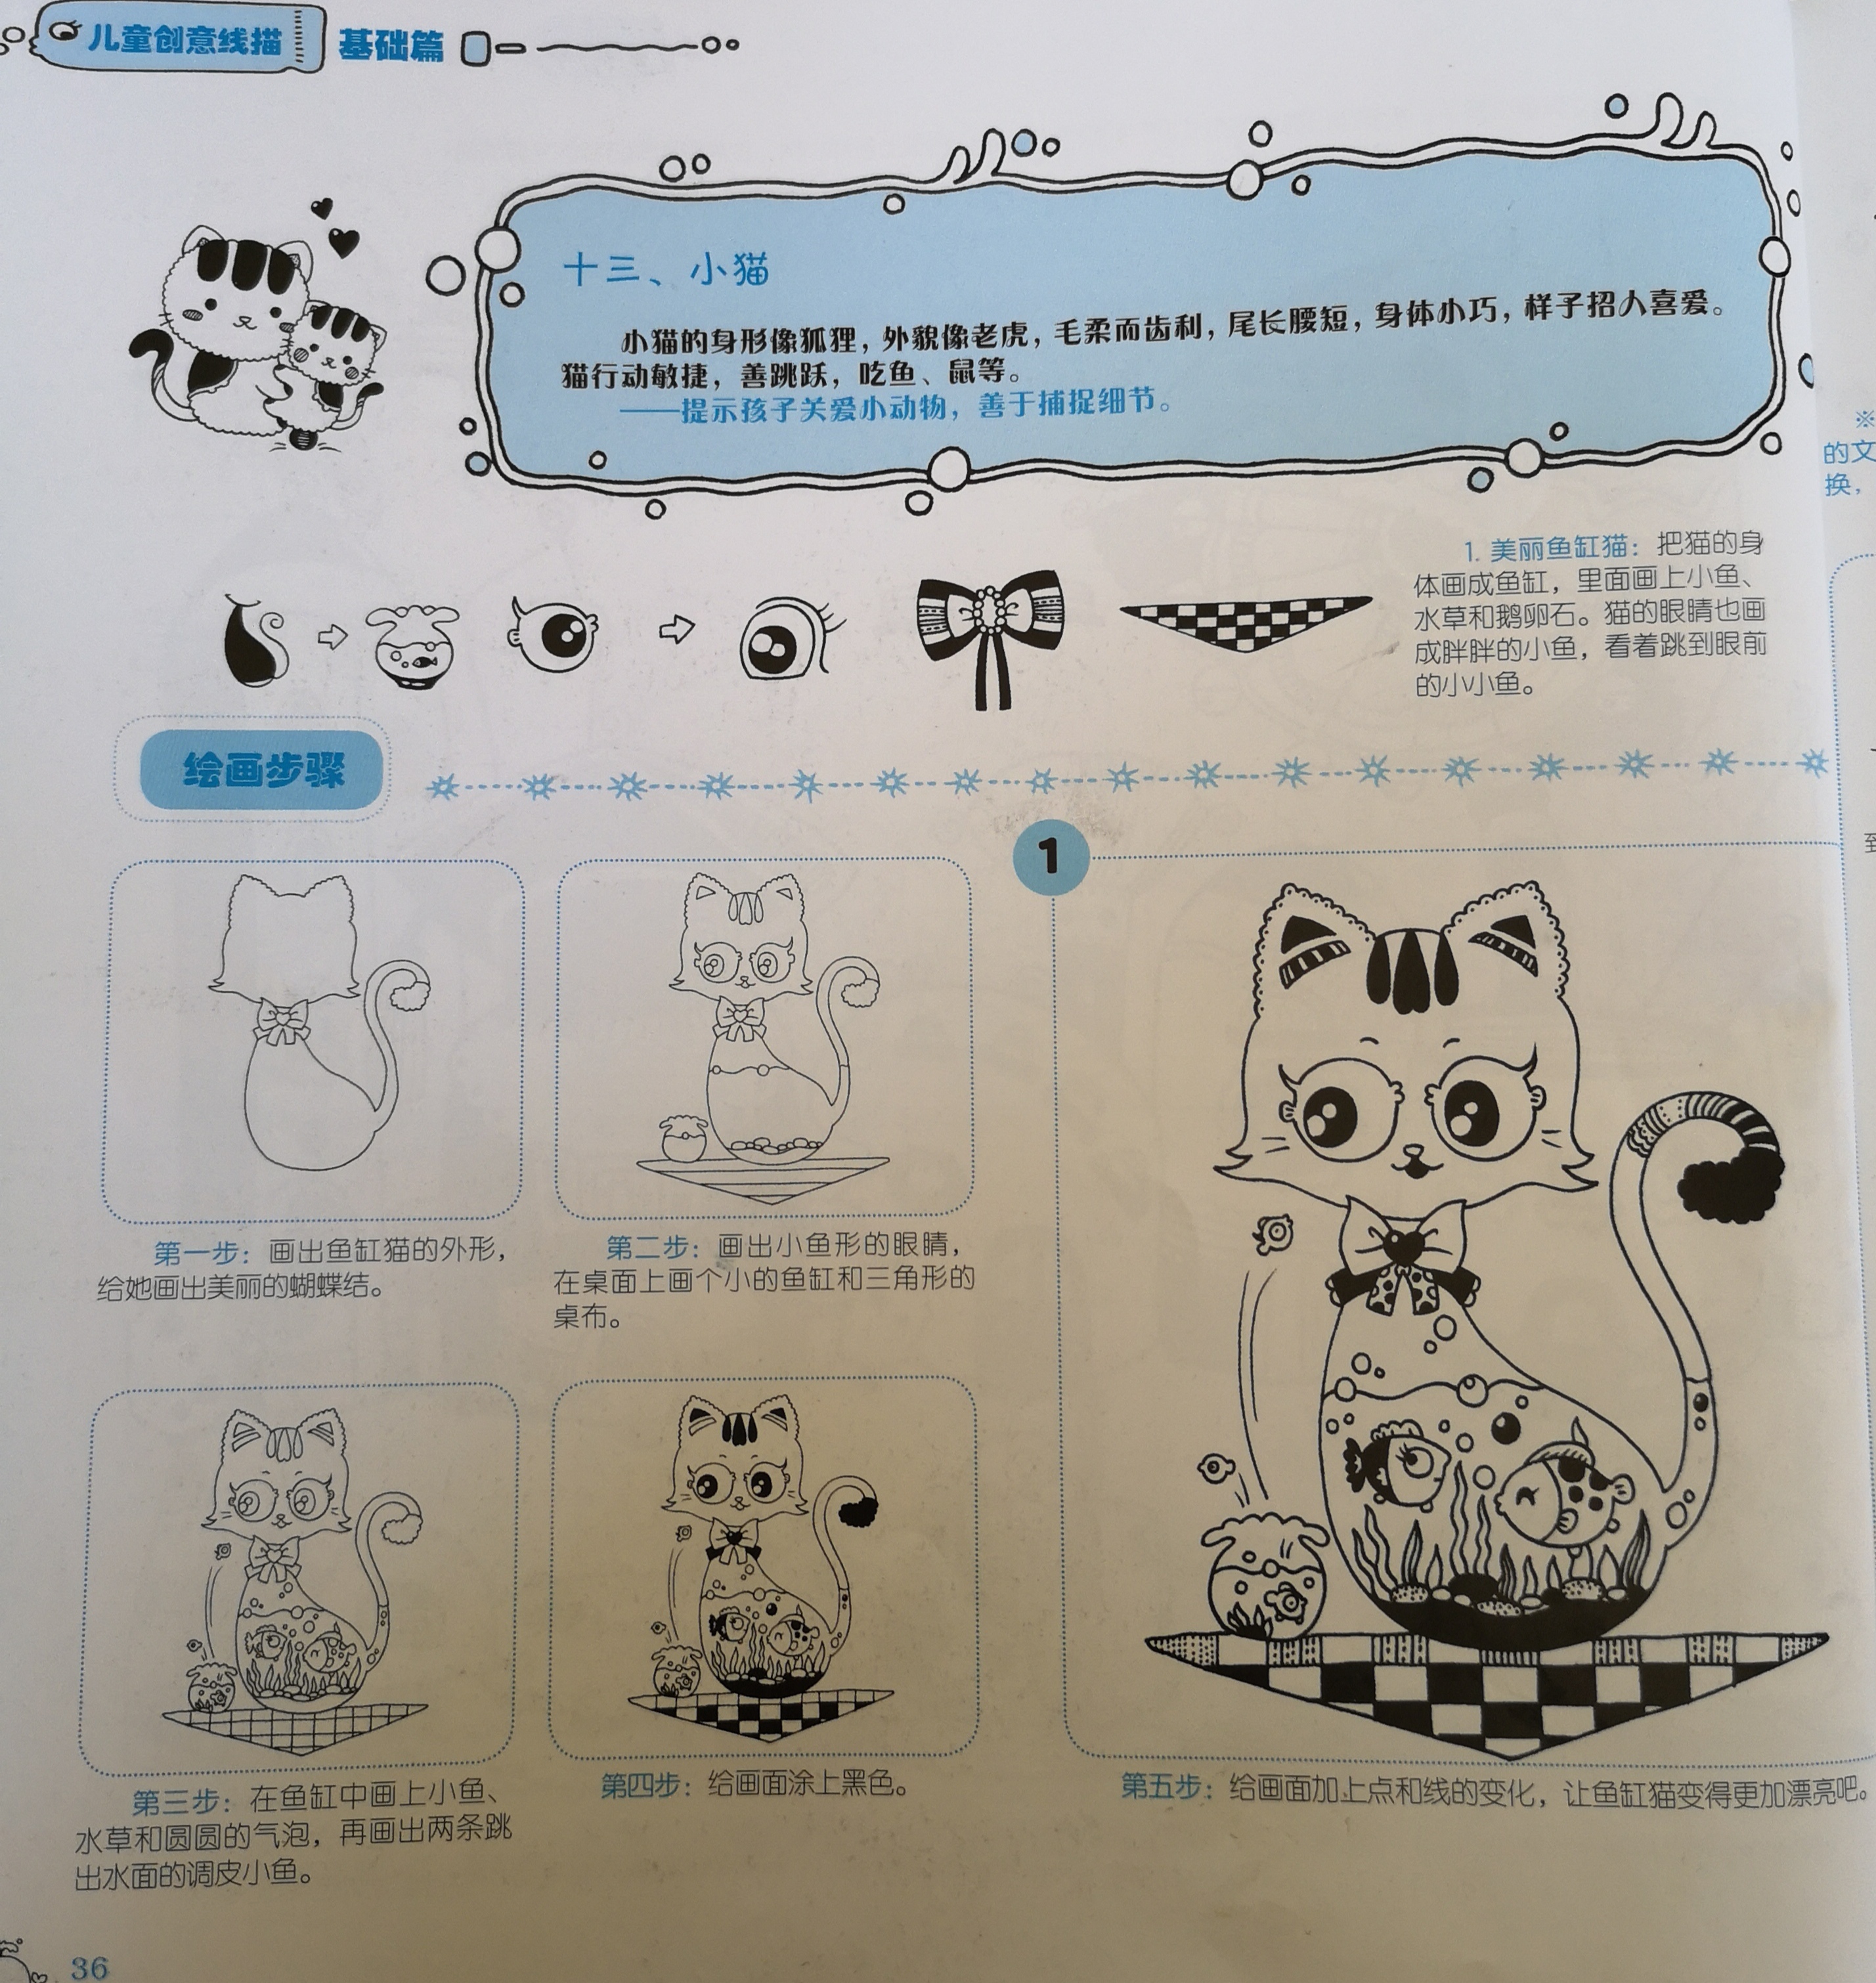 儿童创意线描 基础篇
十三、小猫
小猫的身形像狐狸，外貌像老虎，毛柔而齿利，尾长腰短，身体小巧，样子招人喜爱。
猫行动敏捷，善跳跃，吃鱼、鼠等。
——提示孩子关爱小动物，善于捕捉细节。
1. 美丽鱼缸猫：把猫的身
体画成鱼缸，里面画上小鱼、
水草和鹅卵石。猫的眼睛也画
成胖胖的小鱼，看着跳到眼前
的小小鱼。
绘画步骤
第一步：画出鱼缸猫的外形，
给她画出美丽的蝴蝶结。
第二步：画出小鱼形的眼睛，
在桌面上画个小的鱼缸和三角形的
桌布。
第三步：在鱼缸中画上小鱼、
水草和圆圆的气泡，再画出两条跳
出水面的调皮小鱼。
第四步：给画面涂上黑色。
1
第五步：给画面加上点和线的变化，让鱼缸猫变得更加漂亮吧。
36
※
的文
换，